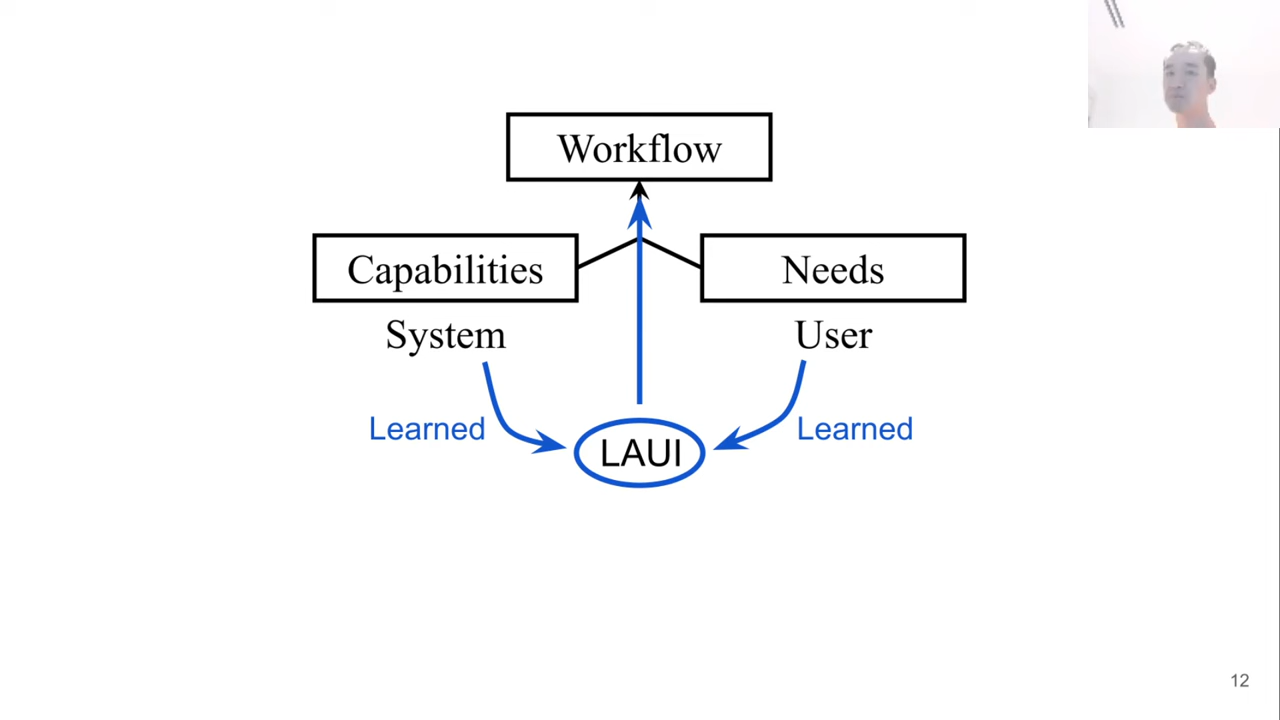 Workflow
Capabilities
Needs
System
User
Learned
Learned
LAUI
12